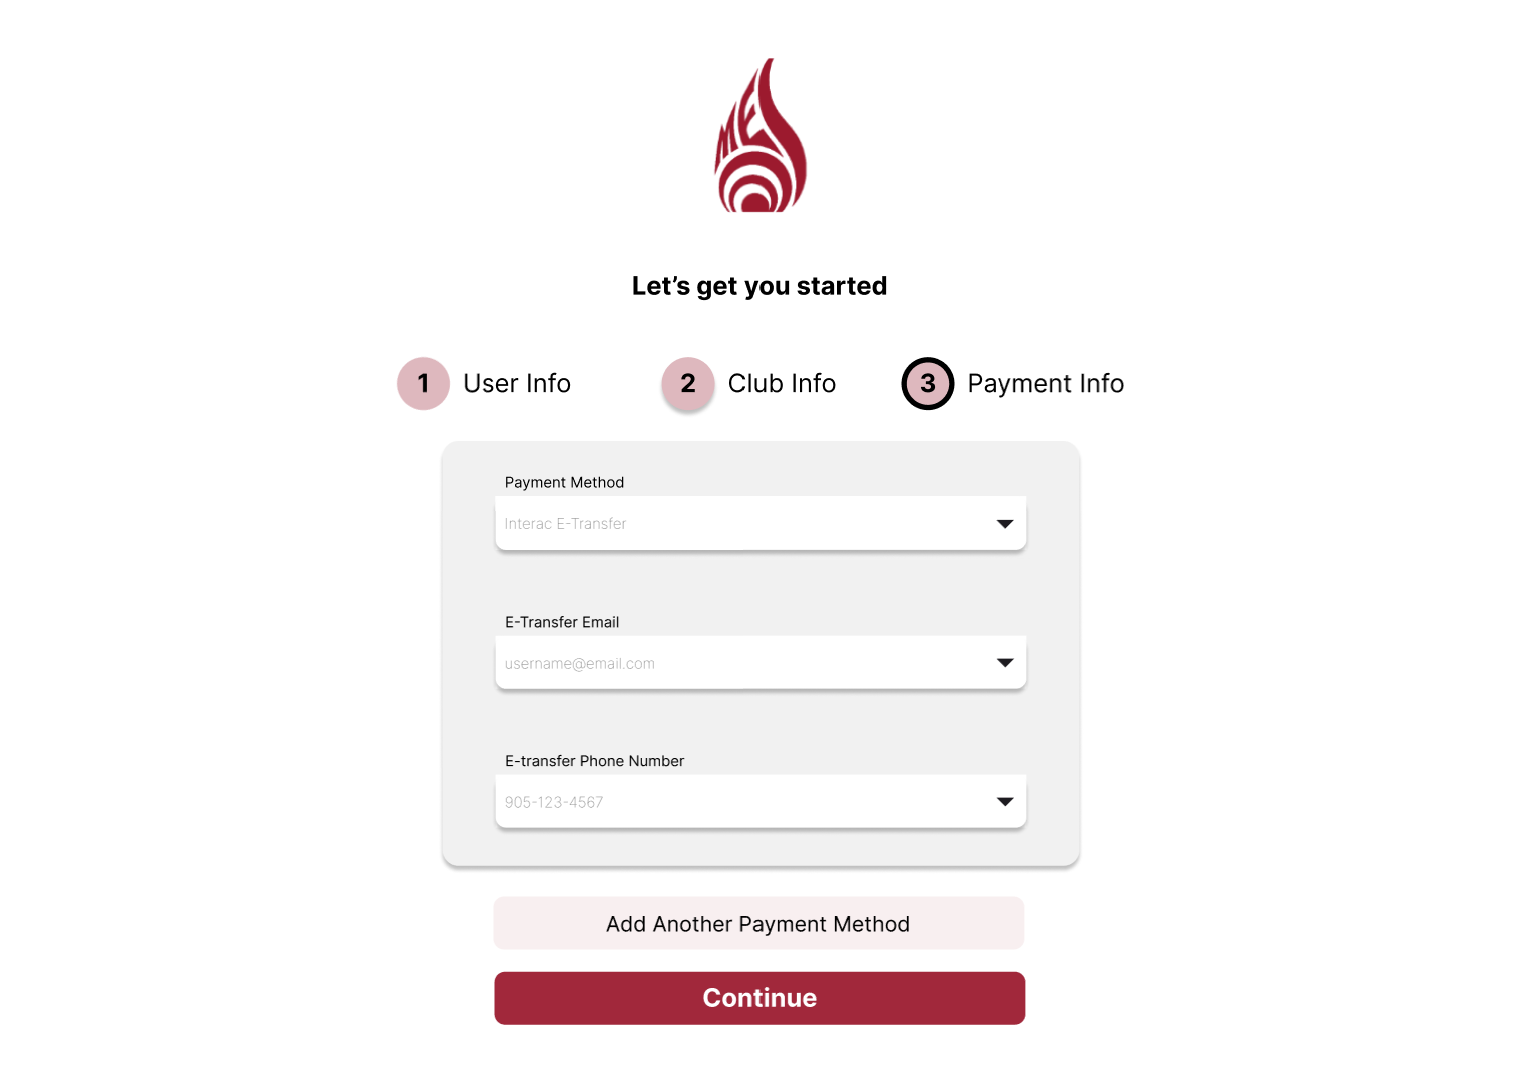 ME
Let's get you started
1 User Info 2 Club Info 3 Payment Info
Payment Method
Interac E-Transfer
E-Transfer Email
username@email.com
E-transfer Phone Number
905-123-4567
Add Another Payment Method
Continue